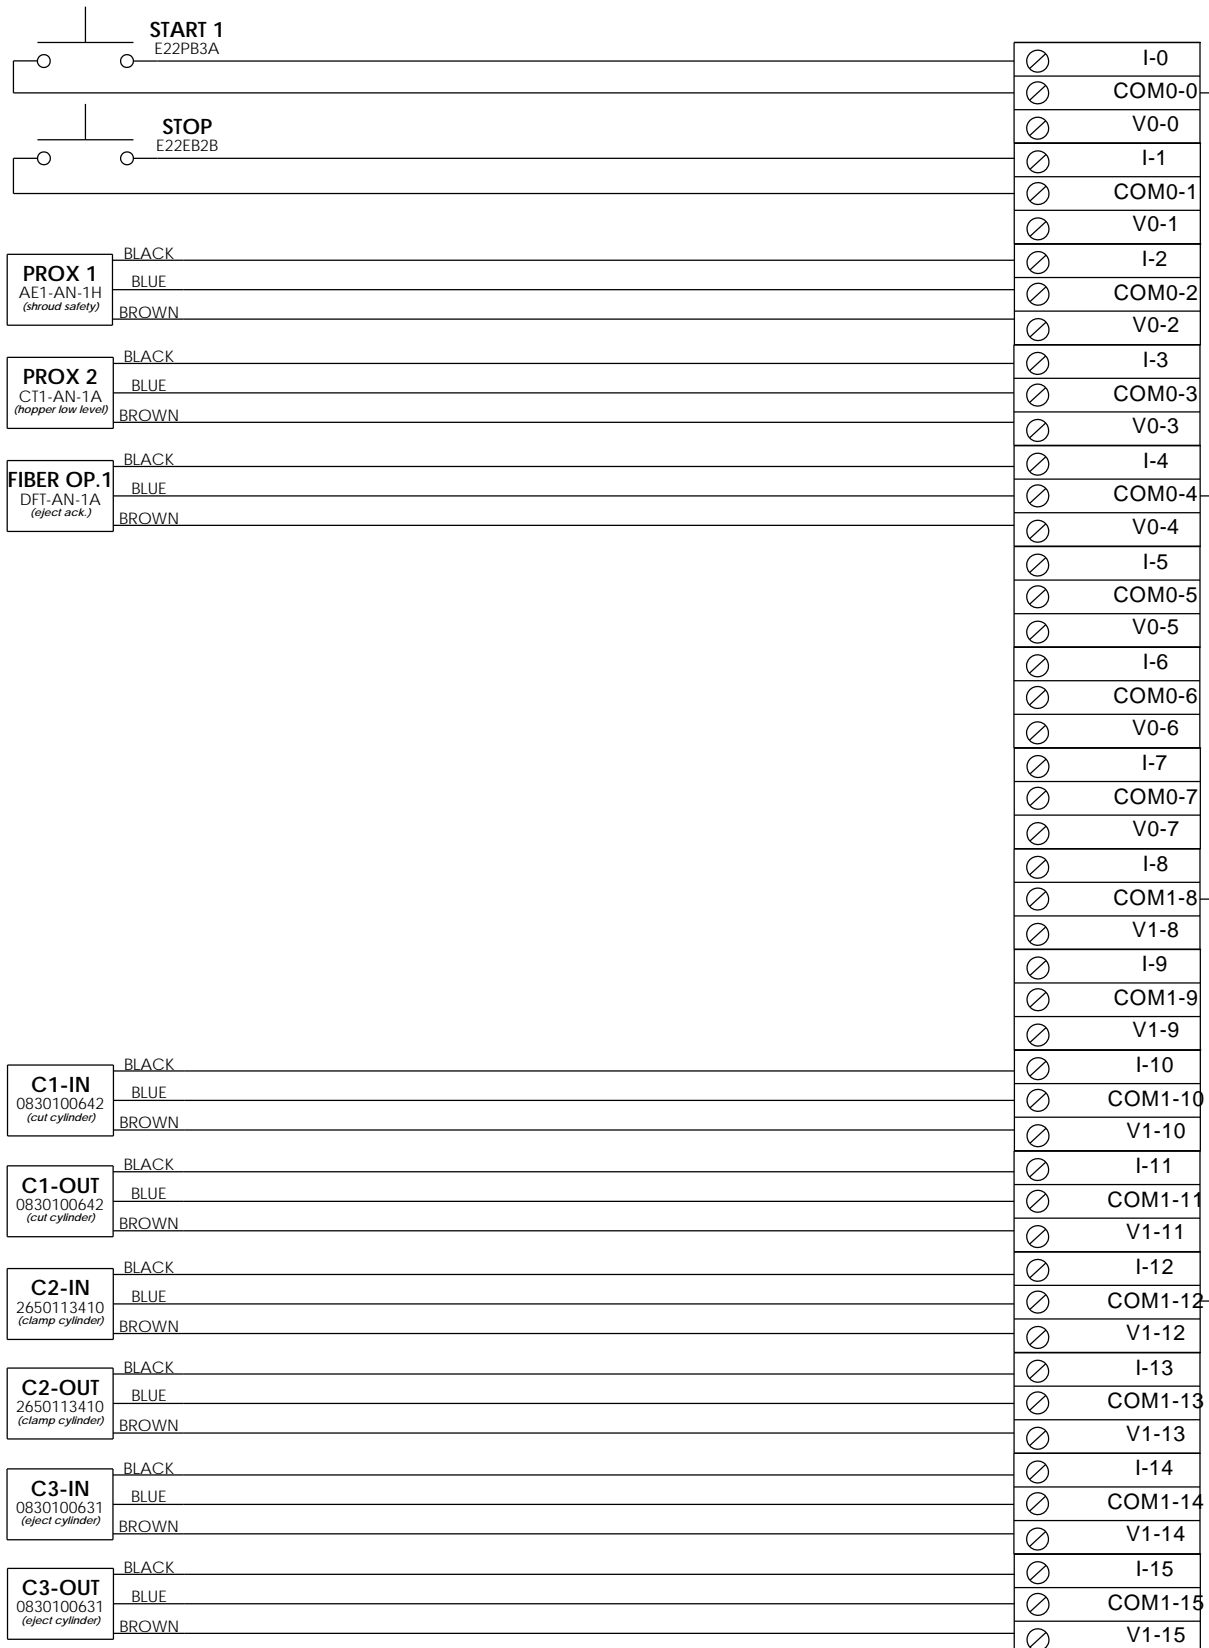 START 1
E22PB3A
I-0
COM0-0
V0-0
STOP
E22EB2B
I-1
COM0-1
V0-1
PROX 1
AE1-AN-1H
(shroud safety)
BLACK
BLUE
BROWN
I-2
COM0-2
V0-2
PROX 2
CT1-AN-1A
(hopper low level)
BLACK
BLUE
BROWN
I-3
COM0-3
V0-3
FIBER OP.1
DFT-AN-1A
(eject ack.)
BLACK
BLUE
BROWN
I-4
COM0-4
V0-4
I-5
COM0-5
V0-5
I-6
COM0-6
V0-6
I-7
COM0-7
V0-7
I-8
COM1-8
V1-8
I-9
COM1-9
V1-9
C1-IN
0830100642
(cut cylinder)
BLACK
BLUE
BROWN
I-10
COM1-10
V1-10
C1-OUT
0830100642
(cut cylinder)
BLACK
BLUE
BROWN
I-11
COM1-11
V1-11
C2-IN
2650113410
(clamp cylinder)
BLACK
BLUE
BROWN
I-12
COM1-12
V1-12
C2-OUT
2650113410
(clamp cylinder)
BLACK
BLUE
BROWN
I-13
COM1-13
V1-13
C3-IN
0830100631
(eject cylinder)
BLACK
BLUE
BROWN
I-14
COM1-14
V1-14
C3-OUT
0830100631
(eject cylinder)
BLACK
BLUE
BROWN
I-15
COM1-15
V1-15